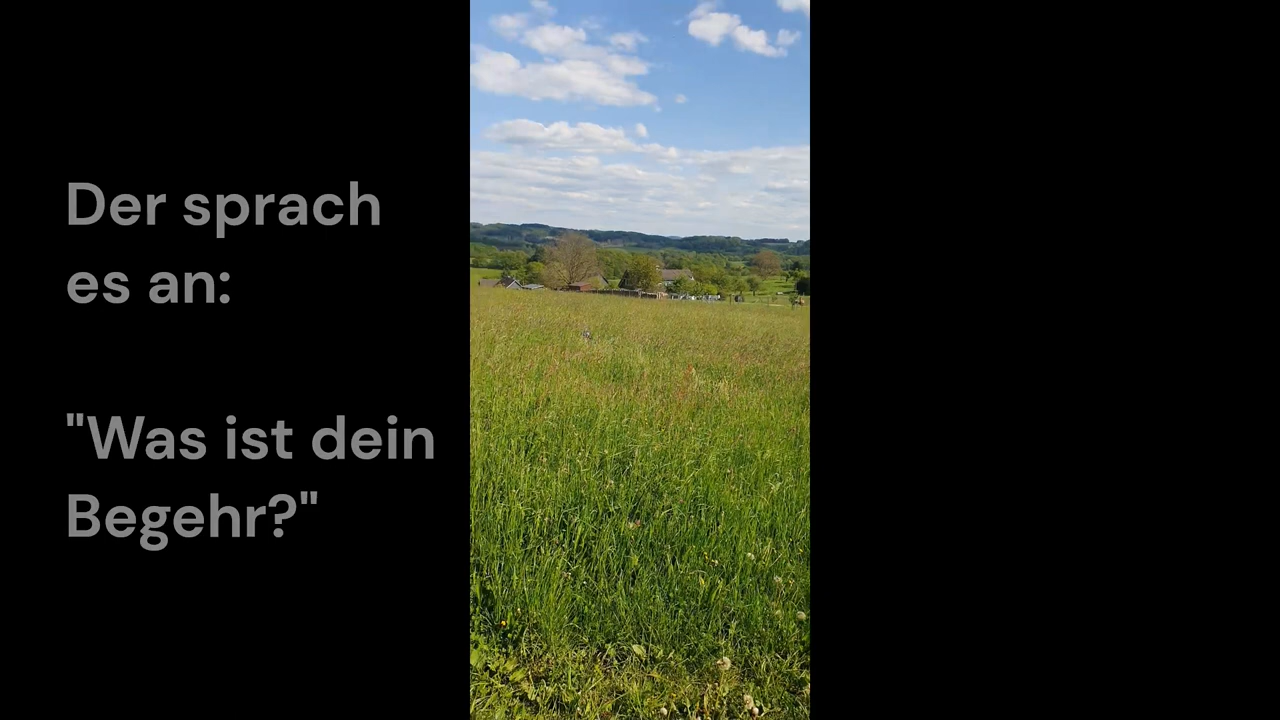 Der sprach
es an:
"Was ist dein
Begehr?"